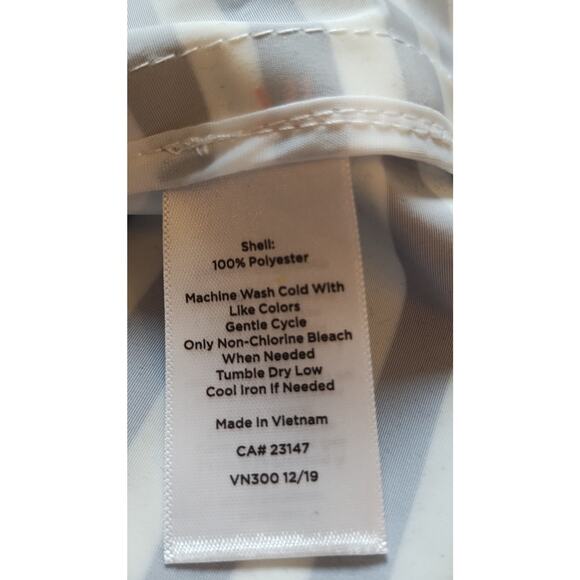 Shell:
100% Polyester
Machine Wash Cold With
Like Colors
Gentle Cycle
Only Non-Chlorine Bleach
When Needed
Tumble Dry Low
Cool Iron If Needed
Made In Vietnam
CA# 23147
VN300 12/19